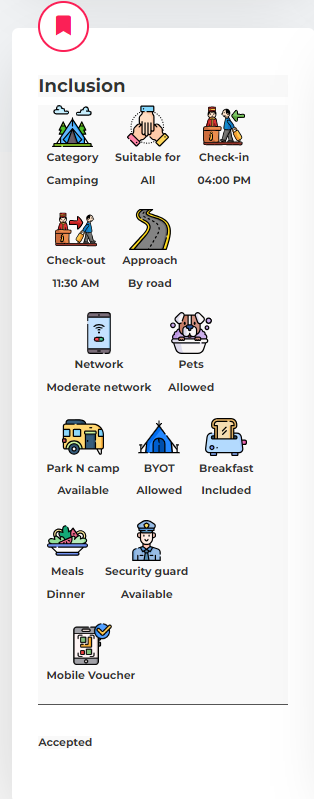 Inclusion
Category Suitable for Check-in
Camping All 04:00 PM
Check-out Approach
11:30 AM By road
Network Pets
Moderate network Allowed
Park N camp BYOT Breakfast
Available Allowed Included
Meals Security guard
Dinner Available
Mobile Voucher
Accepted